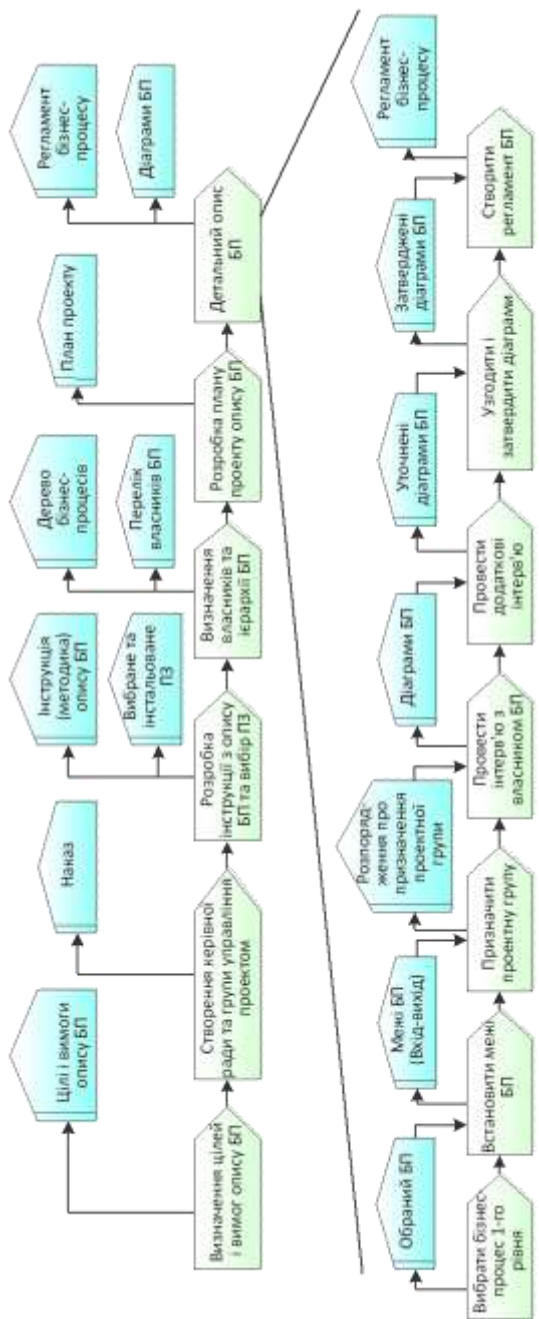 Цілі і вимоги
опису БП
Наказ
Інструкція
(методика)
опису БП
Вибране та
інстальоване
ПЗ
Дерево
бізнес-
процесів
Перелік
власників БП
План проекту
Регламент
бізнес-
процесу
Діаграми БП
Визначення цілей
і вимог опису БП
Створення керівної
ради та групи управління
проектом
Розробка
інструкції з опису
БП та вибір ПЗ
Визначення
власників та
ієрархії БП
Розробка плану
проекту опису БП
Детальний опис
БП
Обраний БП
Межі БП
(Вхід-вихід)
Розпоряд-
ження про
призначення
проектної
групи
Діаграми БП
Уточнені
діаграми БП
Затверджені
діаграми БП
Регламент
бізнес-
процесу
Вибрати бізнес-
процес 1-го
рівня
Встановити межі
БП
Призначити
проектну групу
Провести
інтерв'ю з
власником БП
Провести
додаткові
інтерв'ю
Узгодити і
затвердити діаграми
Створити
регламент БП